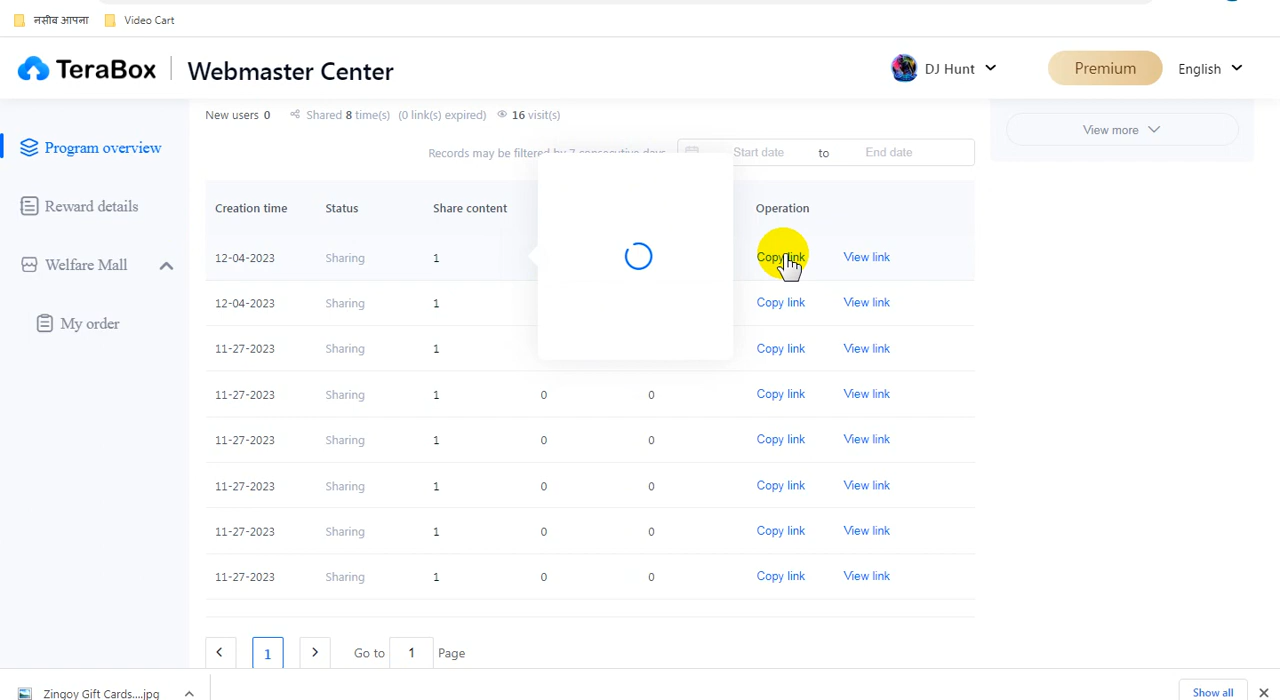 नसीब आपना Video Cart
TeraBox Webmaster Center DJ Hunt Premium English
New users 0 Shared 8 time(s) (0 link(s) expired) 16 visit(s) View more
Program overview
Records may be filtered by 7 consecutive days Start date to End date
Reward details
Creation time Status Share content Operation
12-04-2023 Sharing 1 Copy link View link
Welfare Mall
12-04-2023 Sharing 1 Copy link View link
My order
11-27-2023 Sharing 1 Copy link View link
11-27-2023 Sharing 1 0 0 Copy link View link
11-27-2023 Sharing 1 0 0 Copy link View link
11-27-2023 Sharing 1 0 0 Copy link View link
11-27-2023 Sharing 1 0 0 Copy link View link
11-27-2023 Sharing 1 0 0 Copy link View link
< 1 > Go to 1 Page
Zingoy Gift Cards....jpg Show all